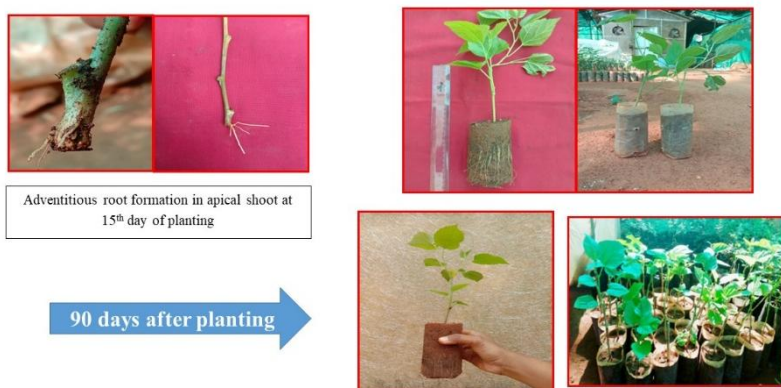 Adventitious root formation in apical shoot at
15th day of planting
90 days after planting